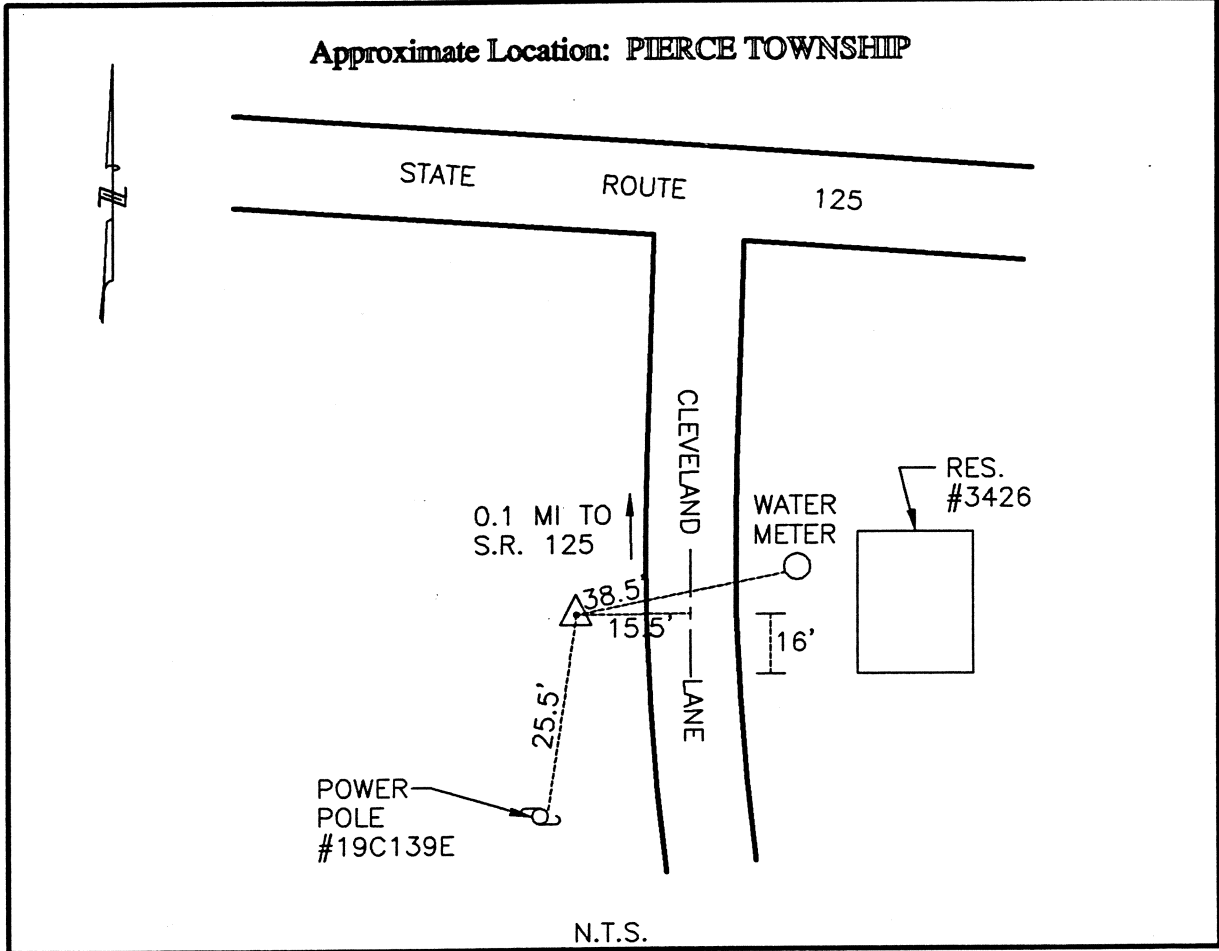 Approximate Location: PIERCE TOWNSHIP
N
STATE ROUTE 125
CLEVELAND LANE
RES.
#3426
WATER
METER
0.1 MI TO
S.R. 125
38.5'
15.5'
16'
25.5'
POWER
POLE
#19C139E
N.T.S.